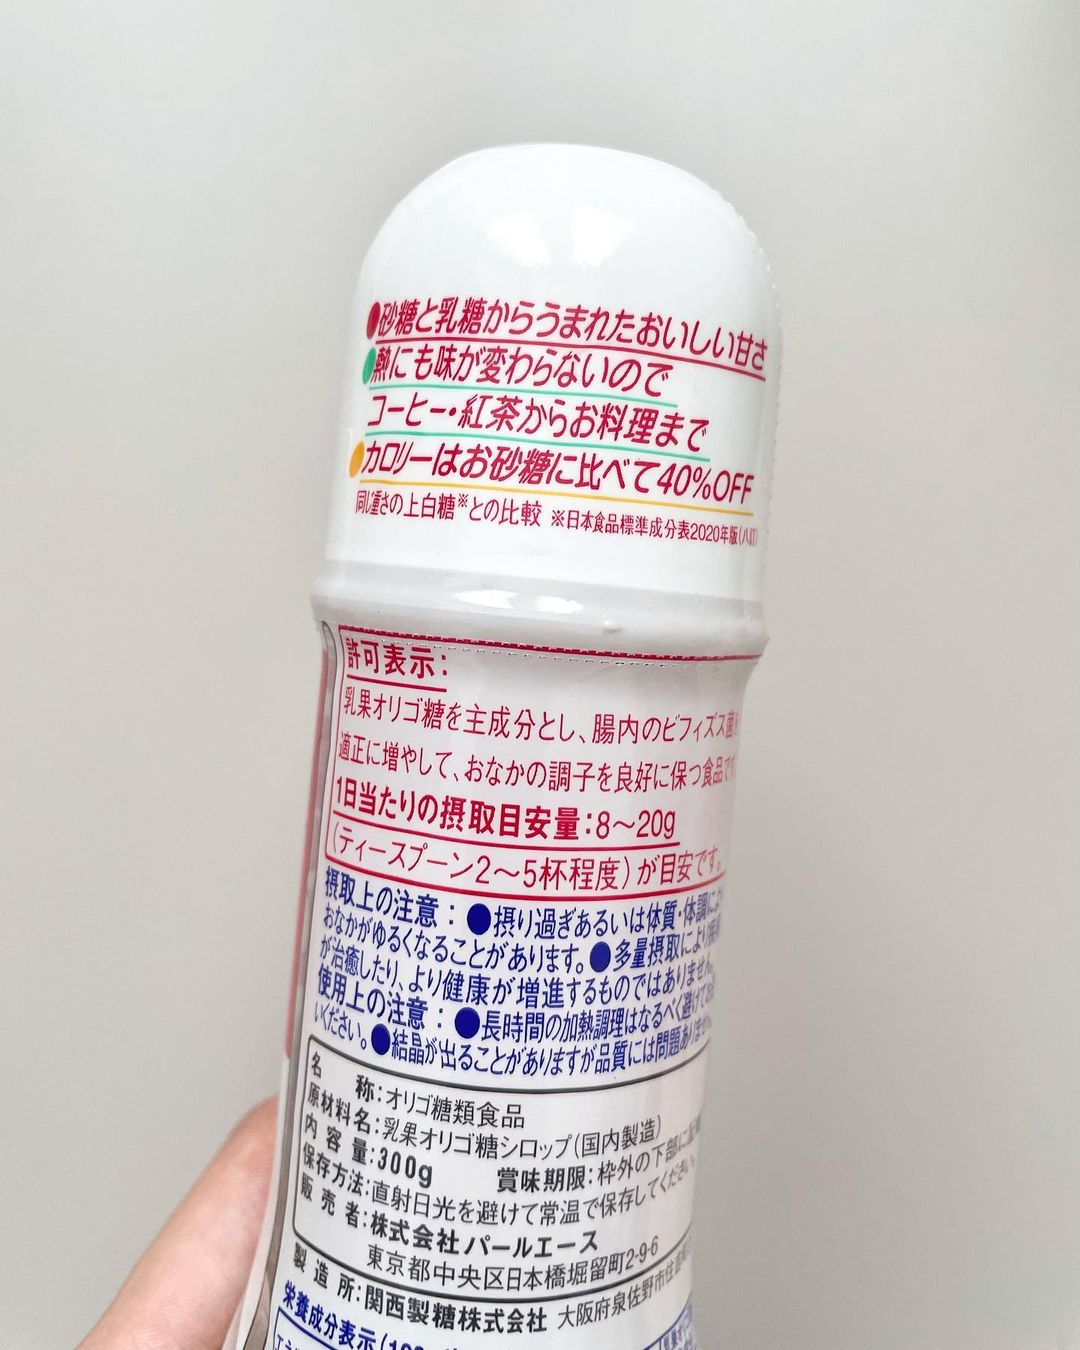 ●砂糖と乳糖からうまれたおいしい甘さ
●熱にも味が変わらないので
コーヒー・紅茶からお料理まで
●カロリーはお砂糖に比べて40%OFF
同じ重さの上白糖※との比較 ※日本食品標準成分表2020年版(八訂)
許可表示:
乳果オリゴ糖を主成分とし、腸内のビフィズス菌を
適正に増やして、おなかの調子を良好に保つ食品です
1日当たりの摂取目安量:8～20g
(ティースプーン2～5杯程度)が目安です。
摂取上の注意:●摂り過ぎあるいは体質・体調により
おなかがゆるくなることがあります。●多量摂取により
が治癒したり、より健康が増進するものではありません。
使用上の注意:●長時間の加熱調理はなるべく避けて
いください。●結晶が出ることがありますが品質には問題ありません
名称:オリゴ糖類食品
原材料名:乳果オリゴ糖シロップ(国内製造)
内容量:300g 賞味期限:枠外の下部に
保存方法:直射日光を避けて常温で保存してください
販売者:株式会社パールエース
東京都中央区日本橋堀留町2-9-6
製造所:関西製糖株式会社 大阪府泉佐野市住吉町
栄養成分表示